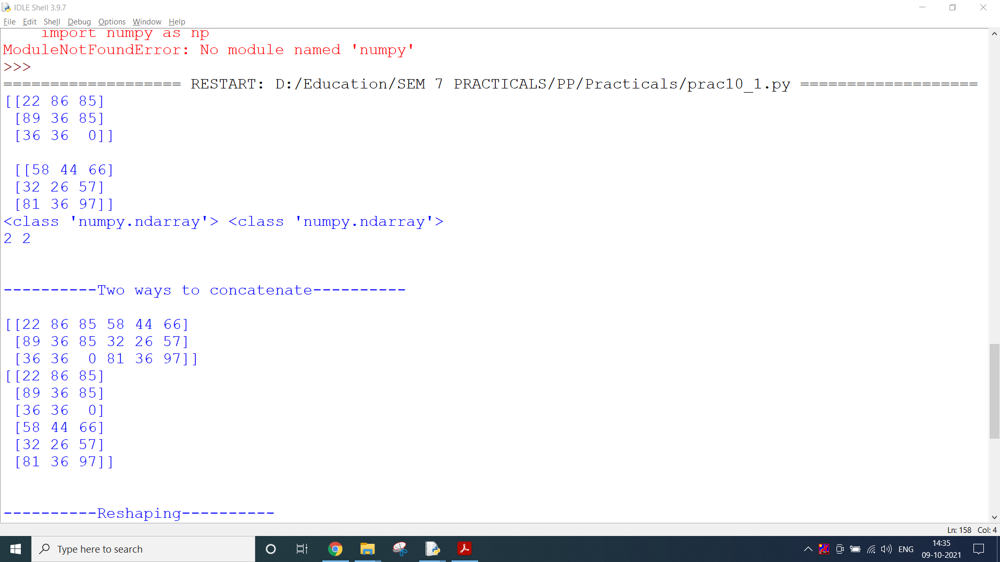 IDLE Shell 3.9.7
File Edit Shell Debug Options Window Help
    import numpy as np
ModuleNotFoundError: No module named 'numpy'
>>>
=================== RESTART: D:/Education/SEM 7 PRACTICALS/PP/Practicals/prac10_1.py ===================
[[22 86 85]
 [89 36 85]
 [36 36  0]]

 [[58 44 66]
 [32 26 57]
 [81 36 97]]
<class 'numpy.ndarray'> <class 'numpy.ndarray'>
2 2


----------Two ways to concatenate----------

[[22 86 85 58 44 66]
 [89 36 85 32 26 57]
 [36 36  0 81 36 97]]
[[22 86 85]
 [89 36 85]
 [36 36  0]
 [58 44 66]
 [32 26 57]
 [81 36 97]]


----------Reshaping----------
Ln: 158 Col: 4
Type here to search
ENG
14:35
09-10-2021